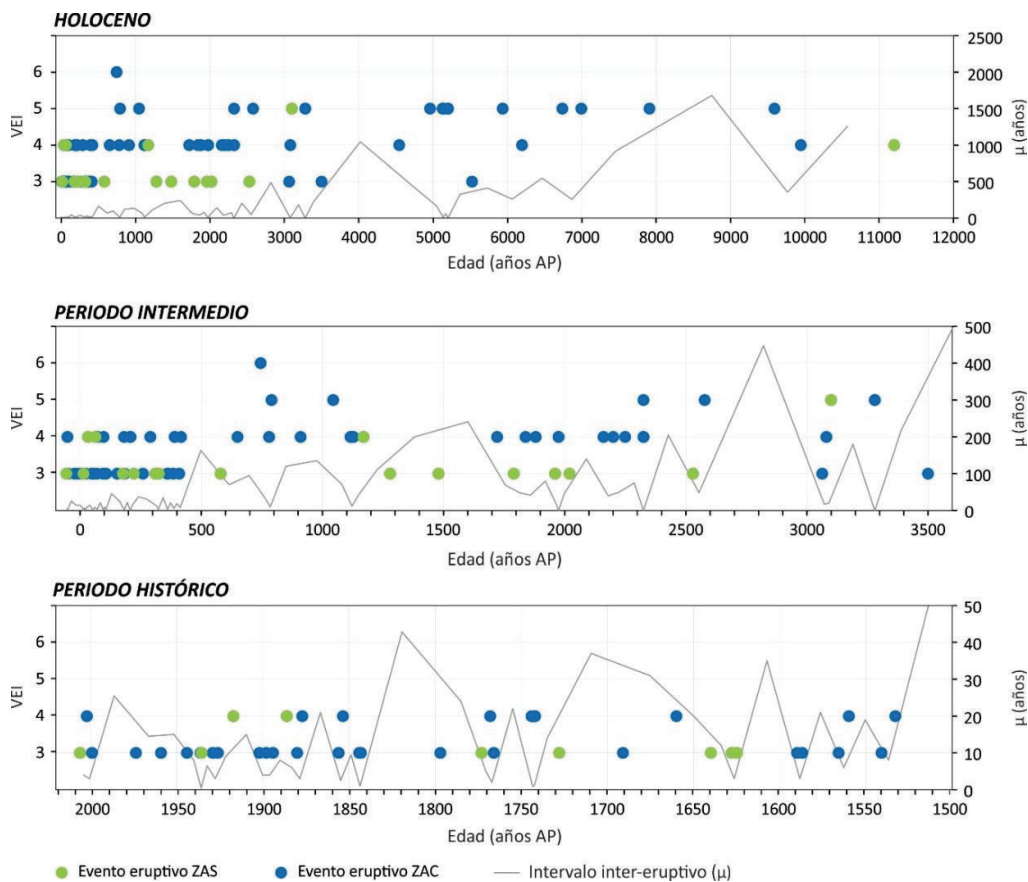 HOLOCENO
2500
6
2000
5
1500
VEI
4
1000
μ (años)
3
500
0
0 1000 2000 3000 4000 5000 6000 7000 8000 9000 10000 11000 12000
Edad (años AP)
PERIODO INTERMEDIO
500
6
400
5
300
VEI
4
200
μ (años)
3
100
0
0 500 1000 1500 2000 2500 3000 3500
Edad (años AP)
PERIODO HISTÓRICO
50
6
40
5
30
VEI
4
20
μ (años)
3
10
0
2000 1950 1900 1850 1800 1750 1700 1650 1600 1550 1500
Edad (años AP)
Evento eruptivo ZAS Evento eruptivo ZAC Intervalo inter-eruptivo (μ)